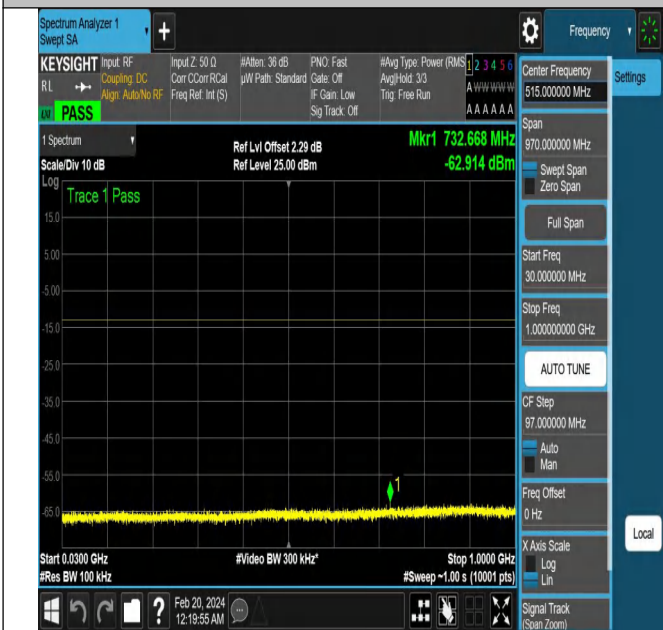 Spectrum Analyzer 1
Swept SA
+
Frequency
KEYSIGHT
RL
LNI PASS
Input: RF
Coupling: DC
Align: Auto/No RF
Input Z: 50 Ω
Corr CCorr RCal
Freq Ref: Int (S)
#Atten: 36 dB
µW Path: Standard
PNO: Fast
Gate: Off
IF Gain: Low
Sig Track: Off
#Avg Type: Power (RMS
Avg|Hold: 3/3
Trig: Free Run
1 2 3 4 5 6
A W W W W W
A A A A A A
1 Spectrum
Scale/Div 10 dB
Log
Ref Lvl Offset 2.29 dB
Ref Level 25.00 dBm
Mkr1 732.668 MHz
-62.914 dBm
Trace 1 Pass
15.0
5.00
-5.00
-15.0
-25.0
-35.0
-45.0
-55.0
-65.0
1
Start 0.0300 GHz
#Res BW 100 kHz
#Video BW 300 kHz*
Stop 1.0000 GHz
#Sweep ~1.00 s (10001 pts)
?
Feb 20, 2024
12:19:55 AM
Center Frequency
515.000000 MHz
Settings
Span
970.000000 MHz
Swept Span
Zero Span
Full Span
Start Freq
30.000000 MHz
Stop Freq
1.000000000 GHz
AUTO TUNE
CF Step
97.000000 MHz
Auto
Man
Freq Offset
0 Hz
X Axis Scale
Log
Lin
Local
Signal Track
(Span Zoom)